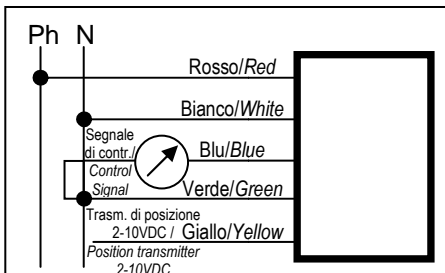 Ph N
Rosso/Red
Bianco/White
Segnale
di contr./
Control
Signal
Blu/Blue
Verde/Green
Trasm. di posizione
2-10VDC / Giallo/Yellow
Position transmitter
2-10VDC